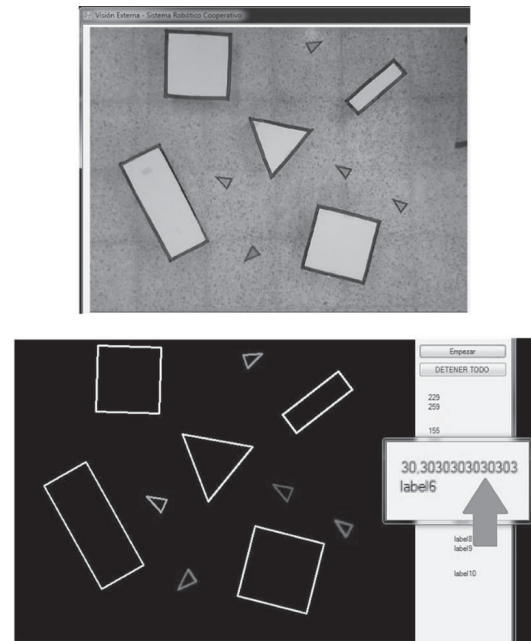 Visión Externa - Sistema Robótico Cooperativo
Empezar
DETENER TODO
229
259
155
30,3030303030303
label6
label8
label9
label10